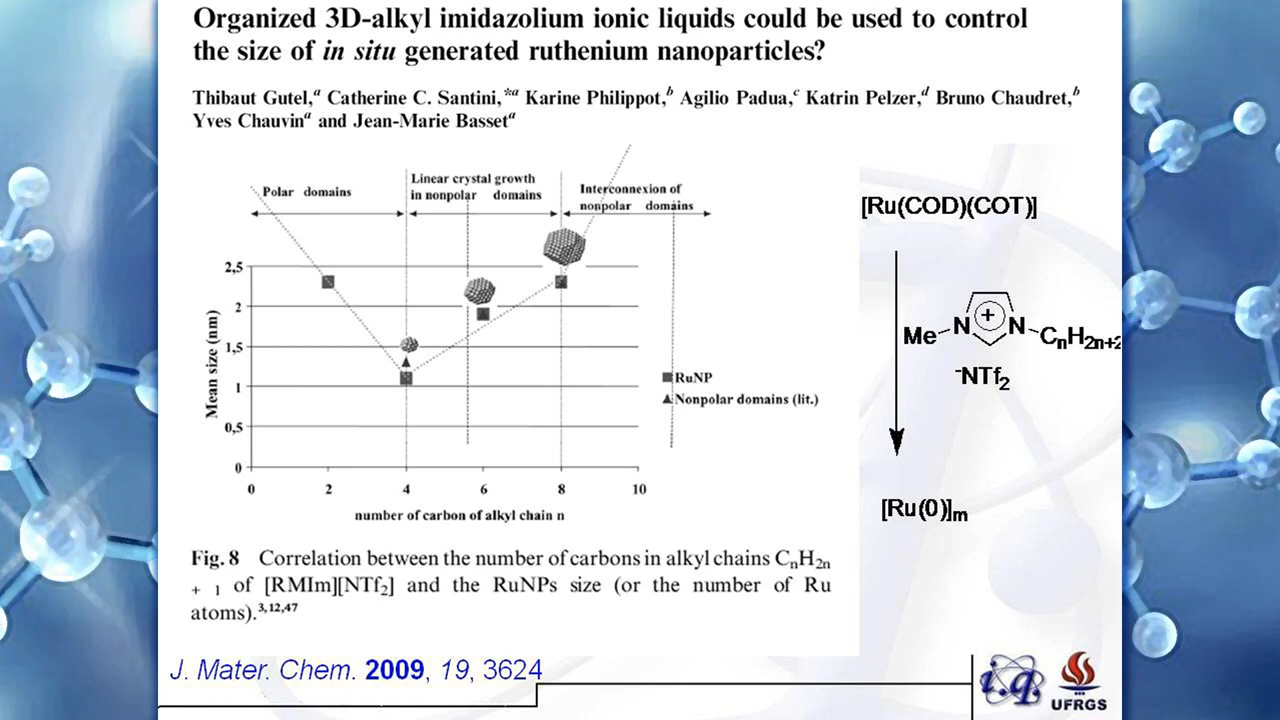 Organized 3D-alkyl imidazolium ionic liquids could be used to control
the size of in situ generated ruthenium nanoparticles?
Thibaut Gutel,a Catherine C. Santini,*a Karine Philippot,b Agilio Padua,c Katrin Pelzer,d Bruno Chaudret,b
Yves Chauvina and Jean-Marie Basseta
Polar domains
Linear crystal growth
in nonpolar domains
Interconnexion of
nonpolar domains
2,5
2
1,5
1
0,5
0
Mean size (nm)
0 2 4 6 8 10
number of carbon of alkyl chain n
RuNP
Nonpolar domains (lit.)
[Ru(COD)(COT)]
Me N + N CnH2n+2
-NTf2
[Ru(0)]m
Fig. 8 Correlation between the number of carbons in alkyl chains CnH2n
+ 1 of [RMIm][NTf2] and the RuNPs size (or the number of Ru
atoms).3,12,47
J. Mater. Chem. 2009, 19, 3624
i.q.
UFRGS